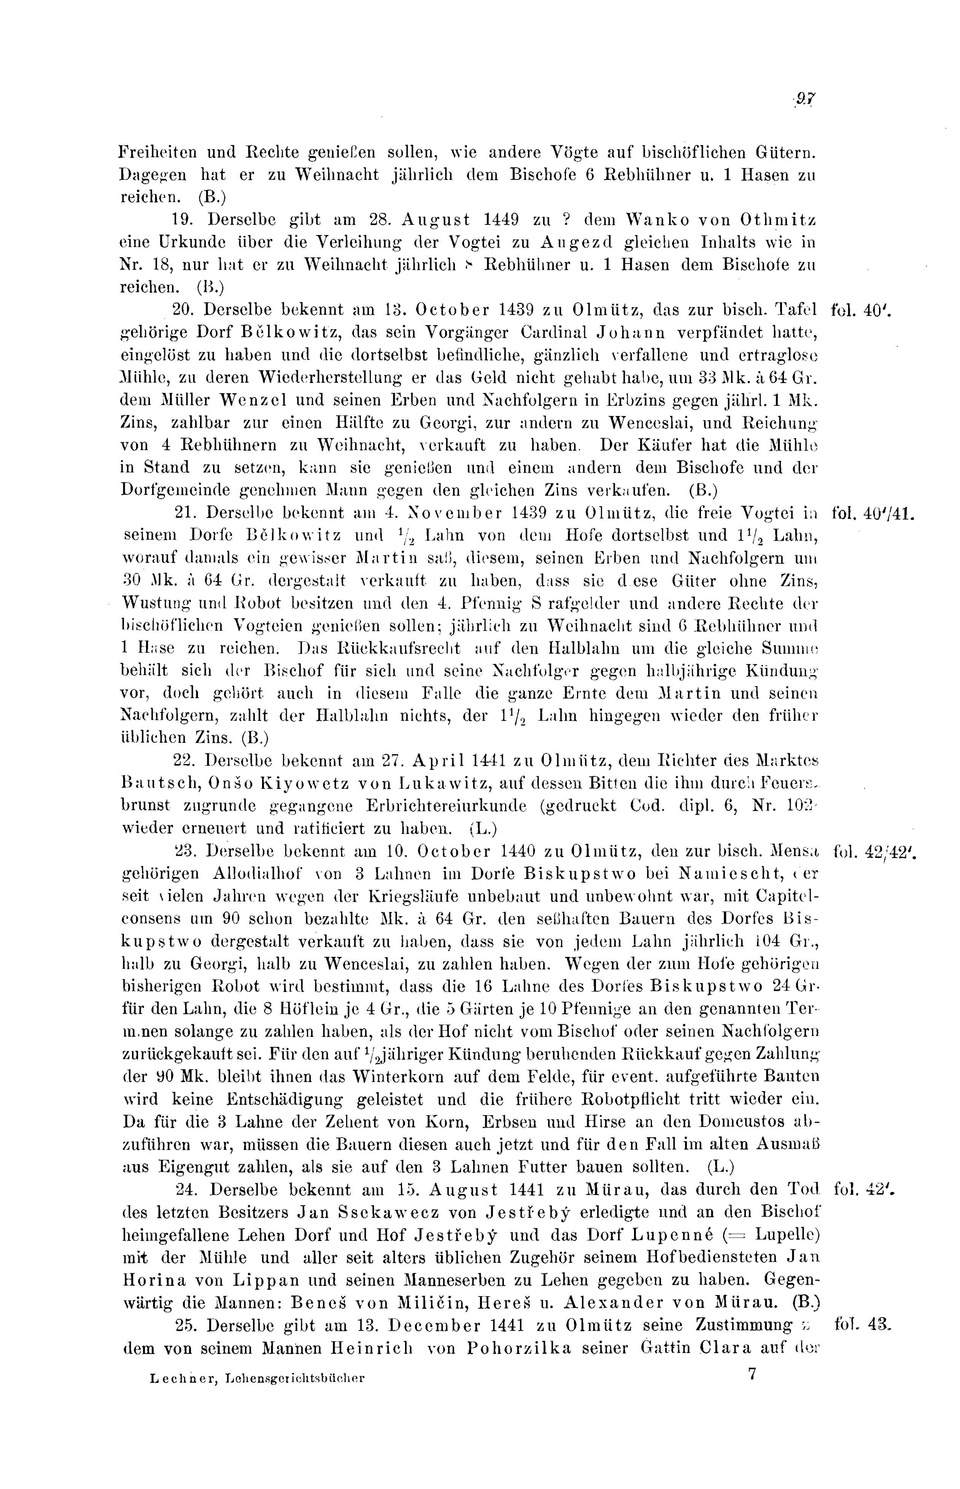 97
Freiheiten und Rechte genießen sollen, wie andere Vögte auf bischöflichen Gütern.
Dagegen hat er zu Weihnacht jährlich dem Bischofe 6 Rebhühner u. 1 Hasen zu
reichen. (B.)
19. Derselbe gibt am 28. August 1449 zu ? dem Wanko von Othmitz
eine Urkunde über die Verleihung der Vogtei zu Augezd gleichen Inhalts wie in
Nr. 18, nur hat er zu Weihnacht jährlich Rebhühner u. 1 Hasen dem Bischofe zu
reichen. (B.)
20. Derselbe bekennt am 13. October 1439 zu Olmütz, das zur bisch. Tafel fol. 40'.
gehörige Dorf Bělkowitz, das sein Vorgänger Cardinal Johann verpfändet hatte,
eingelöst zu haben und die dortselbst befindliche, gänzlich verfallene und ertraglose
Mühle, zu deren Wiederherstellung er das Geld nicht gehabt habe, um 33 Mk. à 64 Gr.
dem Müller Wenzel und seinen Erben und Nachfolgern in Erbzins gegen jährl. 1 Mk.
Zins, zahlbar zur einen Hälfte zu Georgi, zur andern zu Wenceslai, und Reichung
von 4 Rebhühnern zu Weihnacht, verkauft zu haben. Der Käufer hat die Mühle
in Stand zu setzen, kann sie genießen und einem andern dem Bischofe und der
Dorfgemeinde genehmen Mann gegen den gleichen Zins verkaufen. (B.)
21. Derselbe bekennt am 4. November 1439 zu Olmütz, die freie Vogtei in fol. 40'/41.
seinem Dorfe Bělkowitz und 1/2 Lahn von dem Hofe dortselbst und 1 1/2 Lahn,
worauf damals ein gewisser Martin saß, diesem, seinen Erben und Nachfolgern um
30 Mk. à 64 Gr. dergestalt verkauft zu haben, dass sie d ese Güter ohne Zins,
Wustung und Robot besitzen und den 4. Pfennig S rafgelder und andere Rechte der
bischöflichen Vogteien genießen sollen; jährlich zu Weihnacht sind 6 Rebhühner und
1 Hase zu reichen. Das Rückkaufsrecht auf den Halblahn um die gleiche Summe
behält sich der Bischof für sich und seine Nachfolger gegen halbjährige Kündung
vor, doch gehört auch in diesem Falle die ganze Ernte dem Martin und seinen
Nachfolgern, zahlt der Halblahn nichts, der 1 1/2 Lahn hingegen wieder den früher
üblichen Zins. (B.)
22. Derselbe bekennt am 27. April 1441 zu Olmütz, dem Richter des Marktes
Bautsch, Onšo Kiyowetz von Lukawitz, auf dessen Bitten die ihm durch Feuers-
brunst zugrunde gegangene Erbrichtereiurkunde (gedruckt Cod. dipl. 6, Nr. 102
wieder erneuert und ratificiert zu haben. (L.)
23. Derselbe bekennt am 10. October 1440 zu Olmütz, den zur bisch. Mensa fol. 42/42'.
gehörigen Allodialhof von 3 Lahnen im Dorfe Biskupstwo bei Namiescht, der
seit vielen Jahren wegen der Kriegsläufe unbebaut und unbewohnt war, mit Capitel-
consens um 90 schon bezahlte Mk. à 64 Gr. den seßhaften Bauern des Dorfes Bis-
kupstwo dergestalt verkauft zu haben, dass sie von jedem Lahn jährlich 104 Gr.,
halb zu Georgi, halb zu Wenceslai, zu zahlen haben. Wegen der zum Hofe gehörigen
bisherigen Robot wird bestimmt, dass die 16 Lahne des Dorfes Biskupstwo 24 Gr.
für den Lahn, die 8 Höflein je 4 Gr., die 5 Gärten je 10 Pfennige an den genannten Ter-
m.nen solange zu zahlen haben, als der Hof nicht vom Bischof oder seinen Nachfolgern
zurückgekauft sei. Für den auf 1/2jähriger Kündung beruhenden Rückkauf gegen Zahlung
der 90 Mk. bleibt ihnen das Winterkorn auf dem Felde, für event. aufgeführte Bauten
wird keine Entschädigung geleistet und die frühere Robotpflicht tritt wieder ein.
Da für die 3 Lahne der Zehent von Korn, Erbsen und Hirse an den Domcustos ab-
zuführen war, müssen die Bauern diesen auch jetzt und für den Fall im alten Ausmaß
aus Eigengut zahlen, als sie auf den 3 Lahnen Futter bauen sollten. (L.)
24. Derselbe bekennt am 15. August 1441 zu Mürau, das durch den Tod fol. 42'.
des letzten Besitzers Jan Ssekawecz von Jestřebý erledigte und an den Bischof
heimgefallene Lehen Dorf und Hof Jestřebý und das Dorf Lupenné (= Lupelle)
mit der Mühle und aller seit alters üblichen Zugehör seinem Hofbediensteten Jan
Horina von Lippan und seinen Manneserben zu Lehen gegeben zu haben. Gegen-
wärtig die Mannen: Beneš von Miličin, Hereš u. Alexander von Mürau. (B.)
25. Derselbe gibt am 13. December 1441 zu Olmütz seine Zustimmung fol. 43.
dem von seinem Mannen Heinrich von Pohorzilka seiner Gattin Clara auf der
Lechner, Lehensgerichtsbücher 7